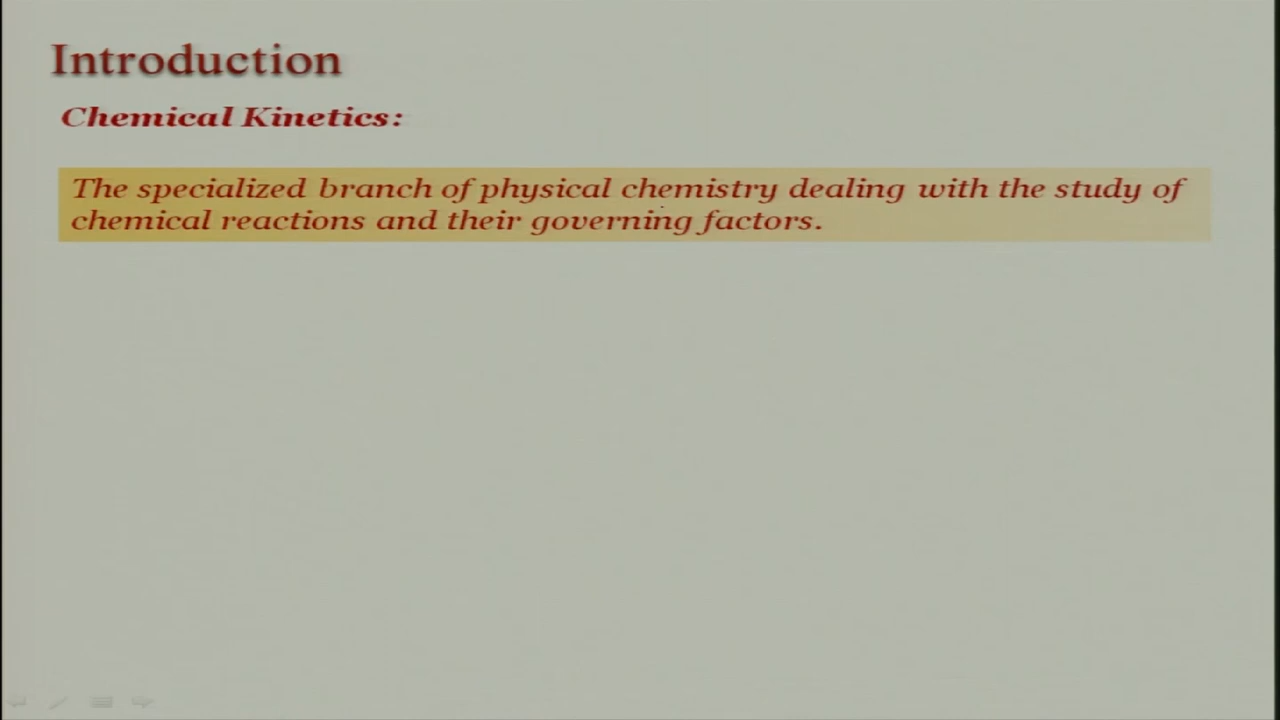 Introduction
Chemical Kinetics:
The specialized branch of physical chemistry dealing with the study of
chemical reactions and their governing factors.